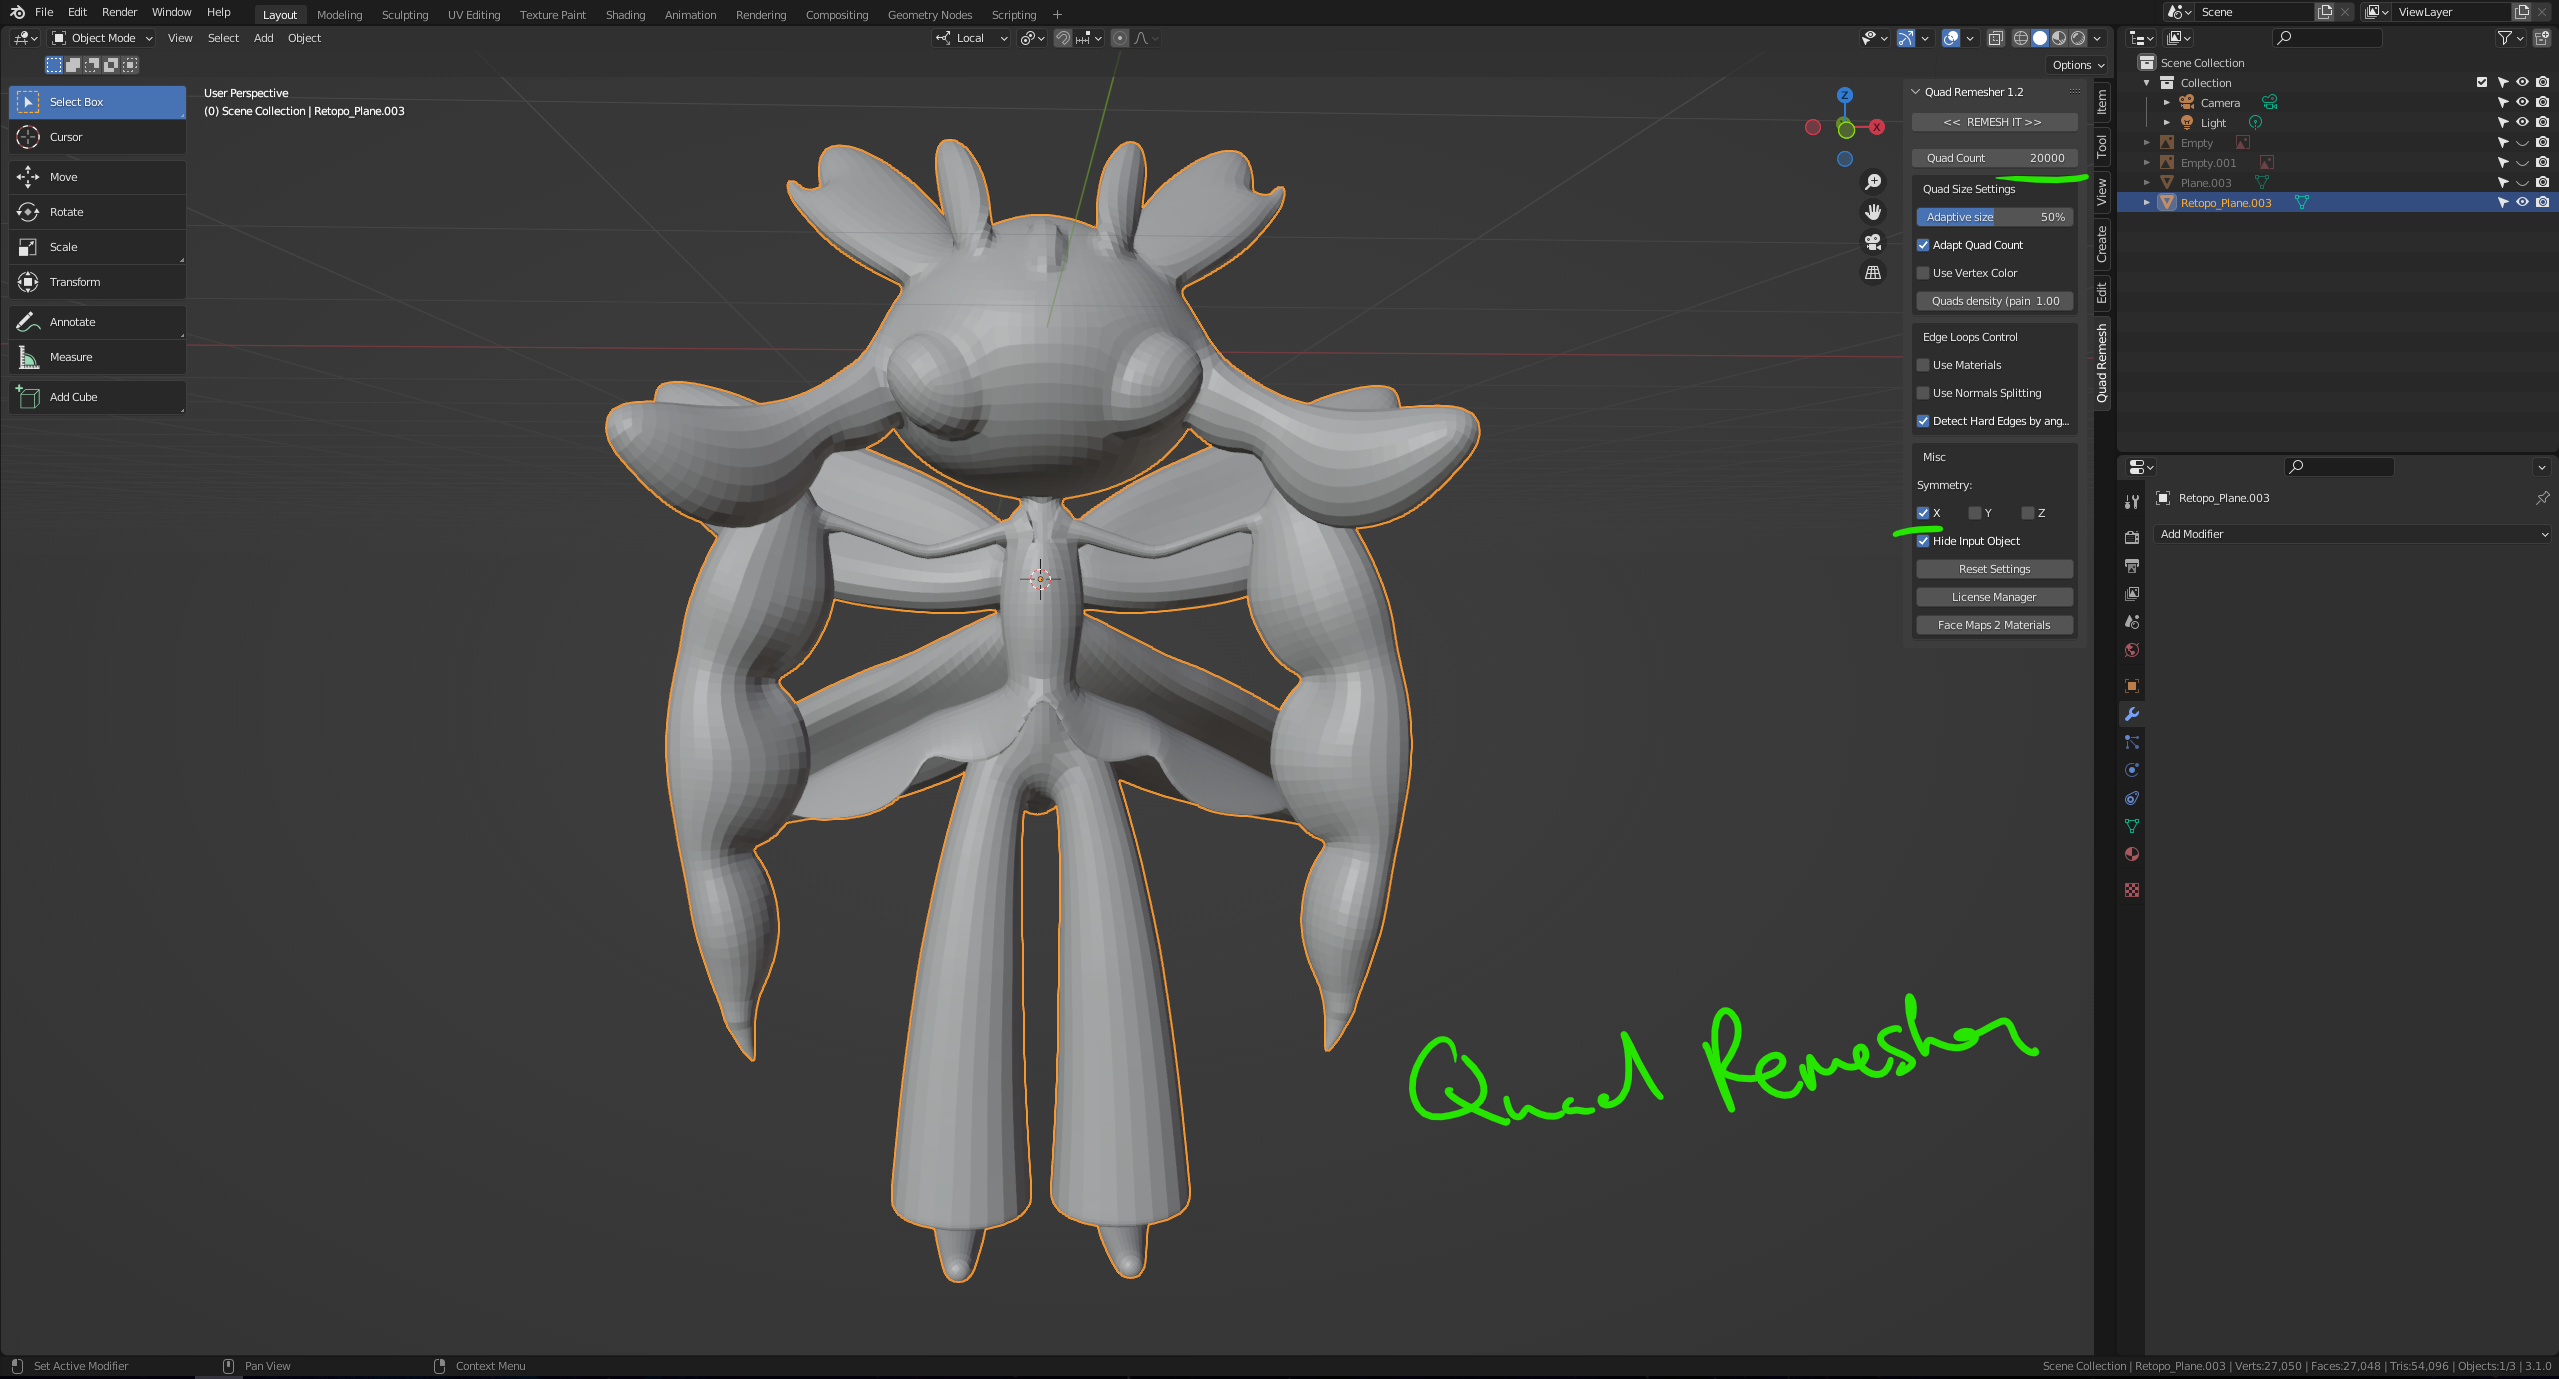 File Edit Render Window Help Layout Modeling Sculpting UV Editing Texture Paint Shading Animation Rendering Compositing Geometry Nodes Scripting + Scene ViewLayer
Object Mode View Select Add Object Local
Options
Select Box
Cursor
Move
Rotate
Scale
Transform
Annotate
Measure
Add Cube
User Perspective
(0) Scene Collection | Retopo_Plane.003
Z
X
Quad Remesher 1.2
<< REMESH IT >>
Quad Count 20000
Quad Size Settings
Adaptive size 50%
Adapt Quad Count
Use Vertex Color
Quads density (pain 1.00
Edge Loops Control
Use Materials
Use Normals Splitting
Detect Hard Edges by ang...
Misc
Symmetry:
X Y Z
Hide Input Object
Reset Settings
License Manager
Face Maps 2 Materials
Item
Tool
View
Create
Edit
Quad Remesh
Scene Collection
Collection
Camera
Light
Empty
Empty.001
Plane.003
Retopo_Plane.003
Retopo_Plane.003
Add Modifier
Quad Remesher
Set Active Modifier Pan View Context Menu
Scene Collection | Retopo_Plane.003 | Verts:27,050 | Faces:27,048 | Tris:54,096 | Objects:1/3 | 3.1.0